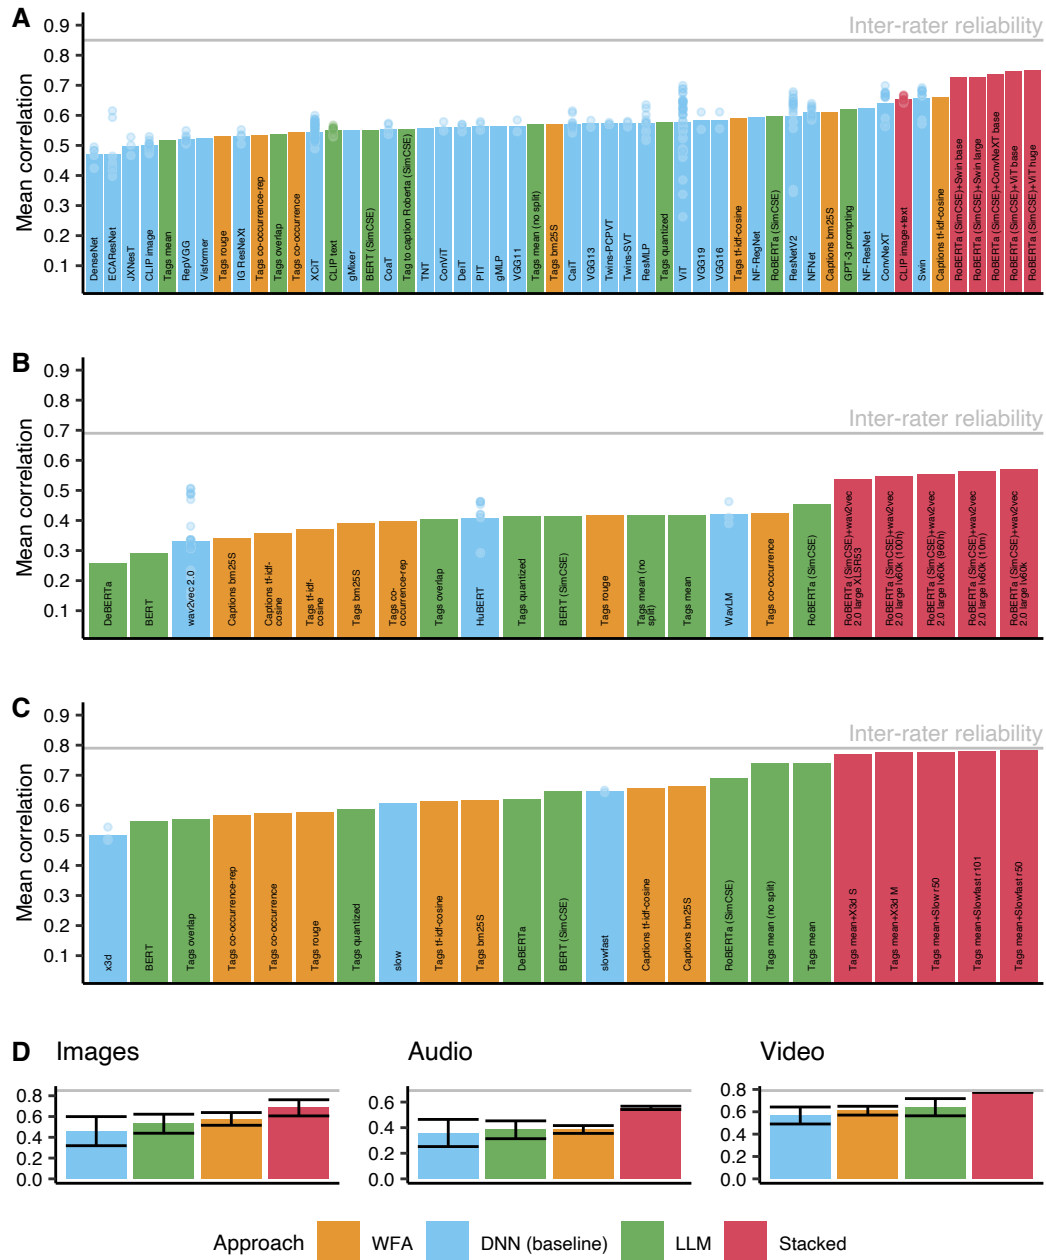 A
Inter-rater reliability
Mean correlation
0.9
0.8
0.7
0.6
0.5
0.4
0.3
0.2
0.1
DenseNet
ECAResNet
JXNesT
CLIP image
Tags mean
RepVGG
Visformer
Tags rouge
IG ResNeXt
Tags co-occurrence-rep
Tags overlap
Tags co-occurrence
XCiT
CLIP text
gMixer
BERT (SimCSE)
CoaT
Tag to caption Roberta (SimCSE)
TNT
ConViT
DeiT
PiT
gMLP
VGG11
Tags mean (no split)
Tags bm25S
CaiT
VGG13
Twins-PCPVT
Twins-SVT
ResMLP
Tags quantized
ViT
VGG19
VGG16
Tags tf-idf-cosine
NF-RegNet
RoBERTa (SimCSE)
ResNetV2
NFNet
Captions bm25S
GPT-3 prompting
NF-ResNet
ConvNeXT
CLIP image+text
Swin
Captions tf-idf-cosine
RoBERTa (SimCSE)+Swin base
RoBERTa (SimCSE)+Swin large
RoBERTa (SimCSE)+ConvNeXT base
RoBERTa (SimCSE)+ViT base
RoBERTa (SimCSE)+ViT huge
B
Inter-rater reliability
Mean correlation
0.9
0.8
0.7
0.6
0.5
0.4
0.3
0.2
0.1
DeBERTa
BERT
wav2vec 2.0
Captions bm25S
Captions tf-idf-
cosine
Tags tf-idf-
cosine
Tags bm25S
Tags co-
occurrence-rep
Tags overlap
HuBERT
Tags quantized
BERT (SimCSE)
Tags rouge
Tags mean (no
split)
Tags mean
WavLM
Tags co-occurrence
RoBERTa (SimCSE)
RoBERTa (SimCSE)+wav2vec
2.0 large XLSR53
RoBERTa (SimCSE)+wav2vec
2.0 large lv60k (100h)
RoBERTa (SimCSE)+wav2vec
2.0 large lv60k (960h)
RoBERTa (SimCSE)+wav2vec
2.0 large lv60k (10m)
RoBERTa (SimCSE)+wav2vec
2.0 large lv60k
C
Inter-rater reliability
Mean correlation
0.9
0.8
0.7
0.6
0.5
0.4
0.3
0.2
0.1
x3d
BERT
Tags overlap
Tags co-occurrence-rep
Tags co-occurrence
Tags rouge
Tags quantized
slow
Tags tf-idf-cosine
Tags bm25S
DeBERTa
BERT (SimCSE)
slowfast
Captions tf-idf-cosine
Captions bm25S
RoBERTa (SimCSE)
Tags mean (no split)
Tags mean
Tags mean+X3d S
Tags mean+X3d M
Tags mean+Slow r50
Tags mean+Slowfast r101
Tags mean+Slowfast r50
D
Images
0.8
0.6
0.4
0.2
0.0
Audio
0.6
0.4
0.2
0.0
Video
0.8
0.6
0.4
0.2
0.0
Approach WFA DNN (baseline) LLM Stacked